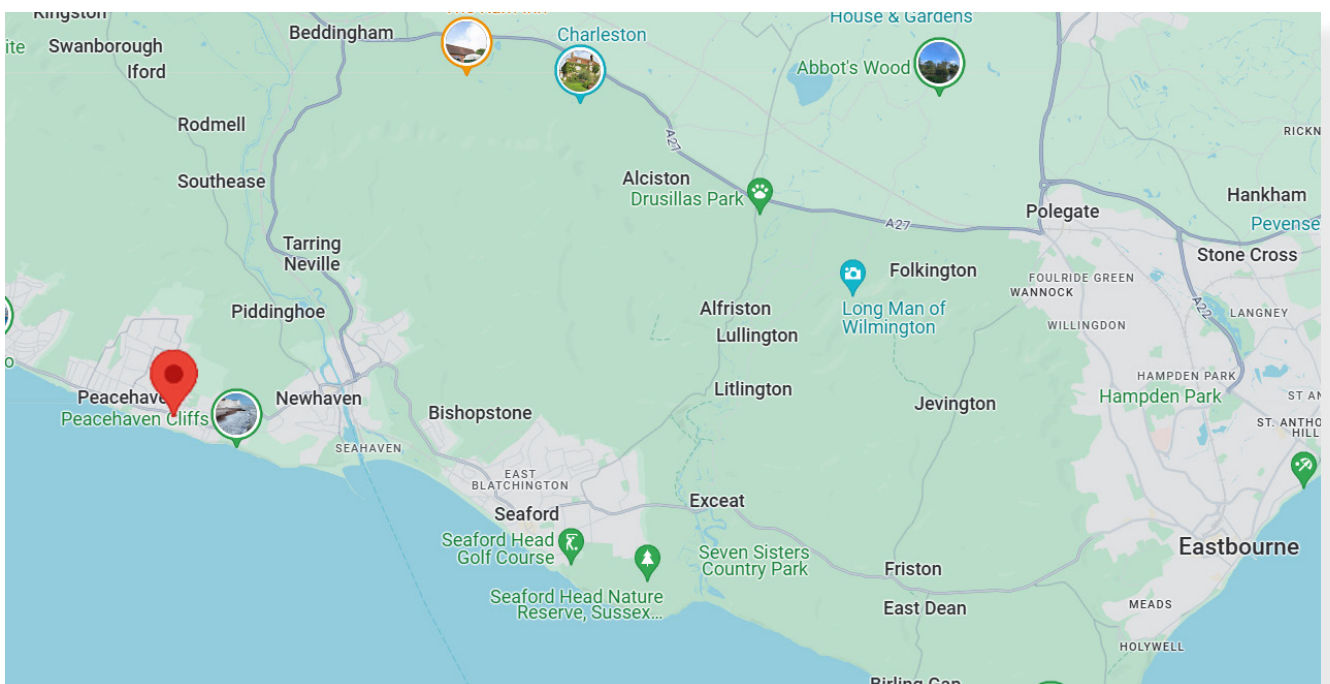 Kingston
House & Gardens
Beddingham
Charleston
ite
Swanborough
Iford
Abbot's Wood
Rodmell
RICKN
A27
Southease
Alciston
Drusillas Park
Hankham
Polegate
Pevense
A27
Tarring
Neville
Stone Cross
Folkington
FOULRIDE GREEN
WANNOCK
Piddinghoe
Alfriston
Long Man of
Wilmington
A22
LANGNEY
Lullington
WILLINGDON
o
HAMPDEN PARK
Peacehave
Newhaven
Litlington
Jevington
Hampden Park
ST AN
Peacehaven Cliffs
Bishopstone
ST. ANTHO
HILL
SEAHAVEN
EAST
BLATCHINGTON
Exceat
Seaford
Seaford Head
Golf Course
Seven Sisters
Country Park
Eastbourne
Friston
Seaford Head Nature
Reserve, Sussex...
East Dean
MEADS
HOLYWELL
Birling Gap